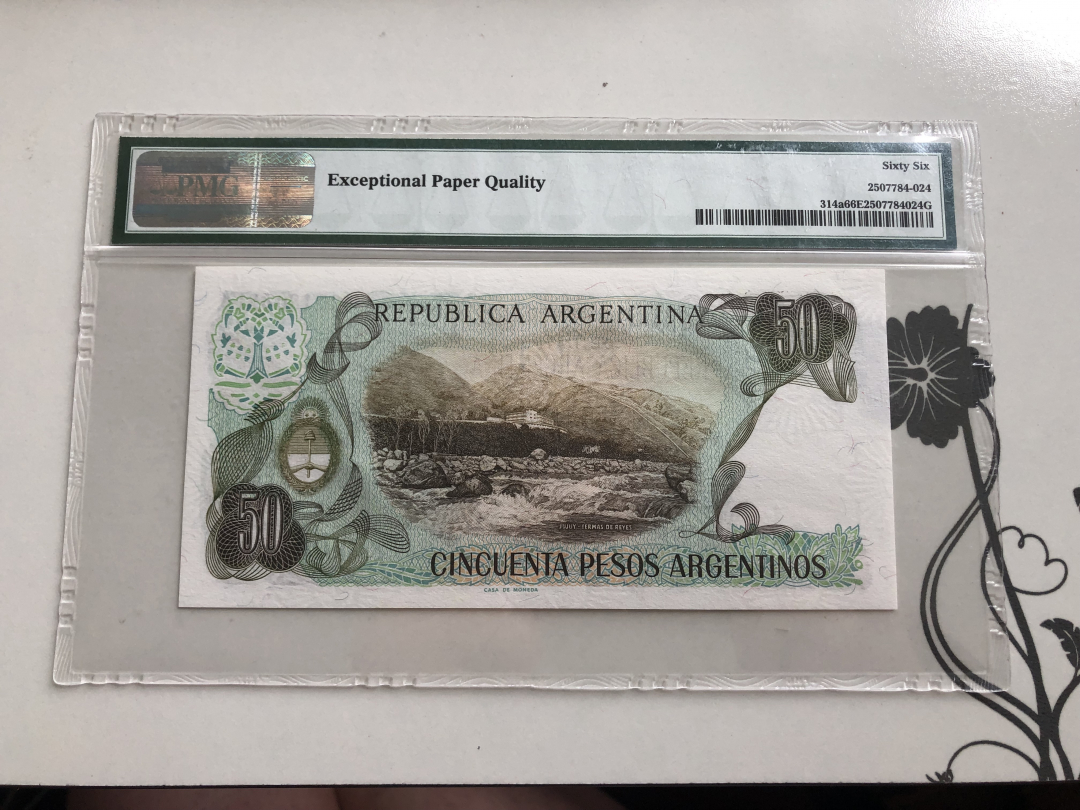 PMG
Exceptional Paper Quality
Sixty Six
2507784-024
314a66E2507784024G
REPUBLICA ARGENTINA
50
50
JUJUY - TERMAS DE REYES
CINCUENTA PESOS ARGENTINOS
CASA DE MONEDA